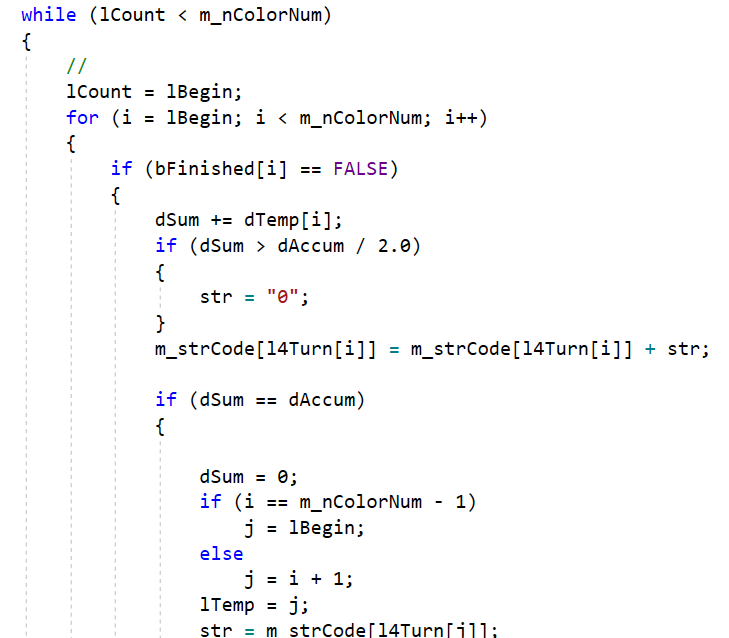 while (lCount < m_nColorNum)
{
//
lCount = lBegin;
for (i = lBegin; i < m_nColorNum; i++)
{
if (bFinished[i] == FALSE)
{
dSum += dTemp[i];
if (dSum > dAccum / 2.0)
{
str = "0";
}
m_strCode[l4Turn[i]] = m_strCode[l4Turn[i]] + str;
if (dSum == dAccum)
{
dSum = 0;
if (i == m_nColorNum - 1)
j = lBegin;
else
j = i + 1;
lTemp = j;
str = m_strCode[l4Turn[j]];